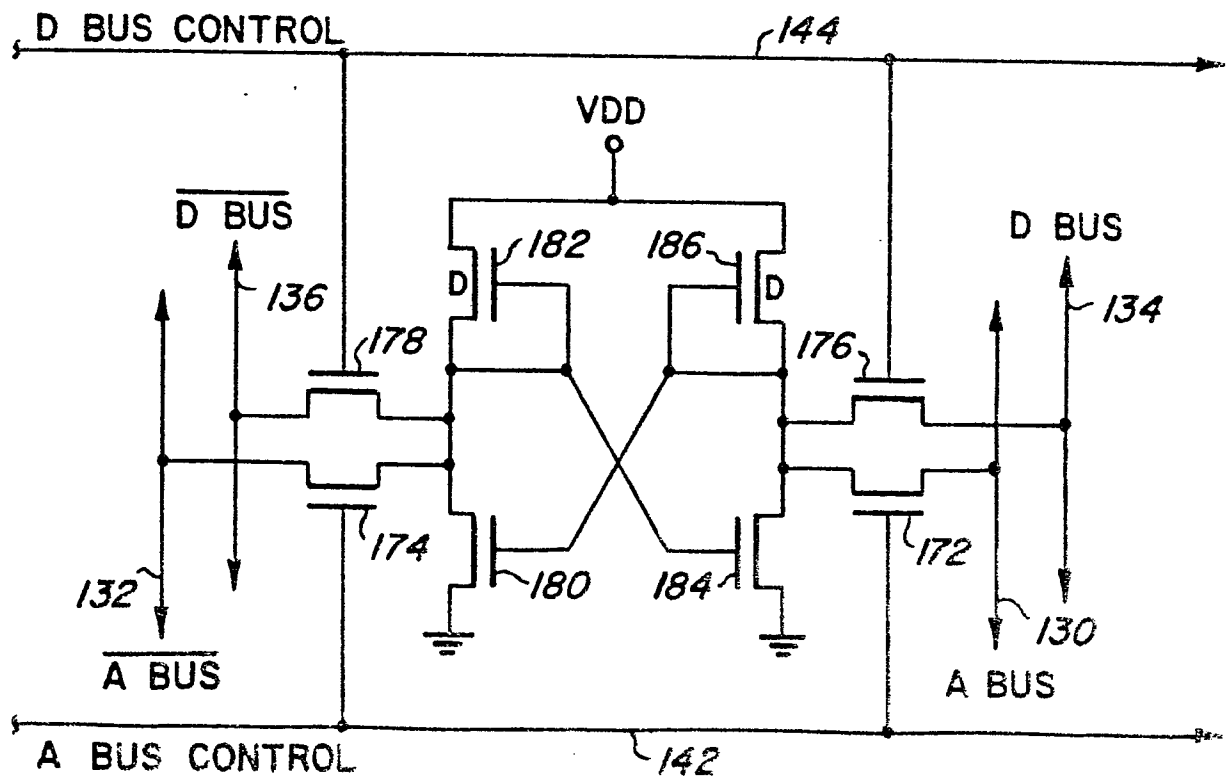 D BUS CONTROL
144
VDD
D BUS
182
186
D BUS
D
D
136
134
178
176
174
172
132
180
184
130
A BUS
A BUS
A BUS CONTROL
142